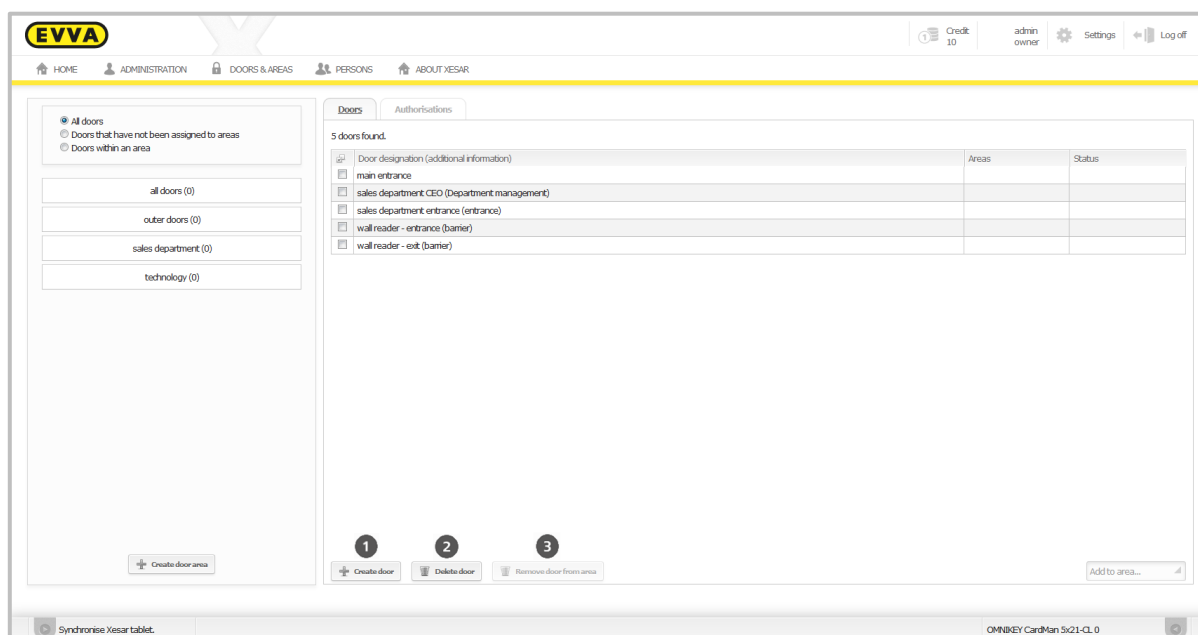 EVVA
Credit
10
admin
owner
Settings
Log off
HOME
ADMINISTRATION
DOORS & AREAS
PERSONS
ABOUT XESAR
All doors
Doors that have not been assigned to areas
Doors within an area
all doors (0)
outer doors (0)
sales department (0)
technology (0)
Create door area
Doors
Authorisations
5 doors found.
Door designation (additional information)
Areas
Status
main entrance
sales department CEO (Department management)
sales department entrance (entrance)
wall reader - entrance (barrier)
wall reader - exit (barrier)
1
2
3
Create door
Delete door
Remove door from area
Add to area...
Synchronise Xesar tablet.
OMNIKEY CardMan 5x21-CL 0